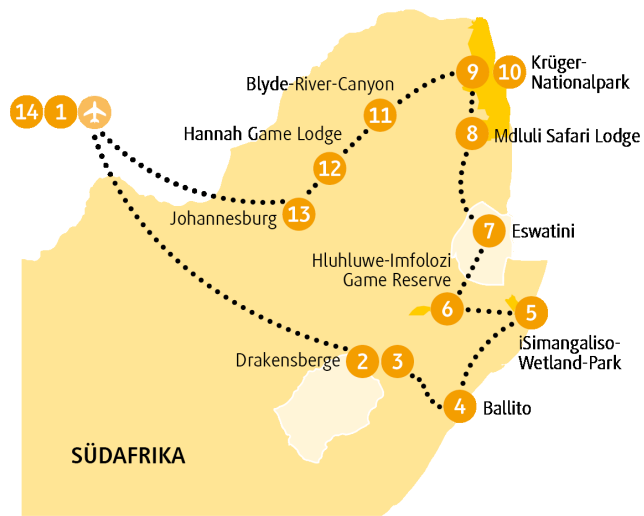 9 10 Krüger-
Nationalpark
Blyde-River-Canyon
11
14 1
Hannah Game Lodge
8 Mdluli Safari Lodge
12
Johannesburg 13
7 Eswatini
Hluhluwe-Imfolozi
Game Reserve
6 5
iSimangaliso-
Wetland-Park
Drakensberge 2 3
4 Ballito
SÜDAFRIKA